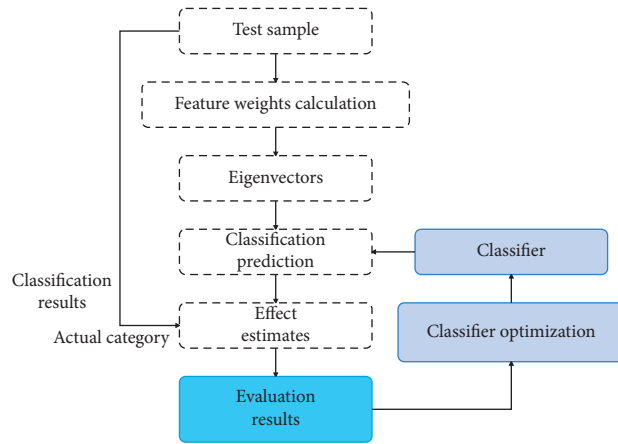 Test sample
Feature weights calculation
Eigenvectors
Classification
prediction
Classifier
Classification
results
Actual category
Effect
estimates
Classifier optimization
Evaluation
results